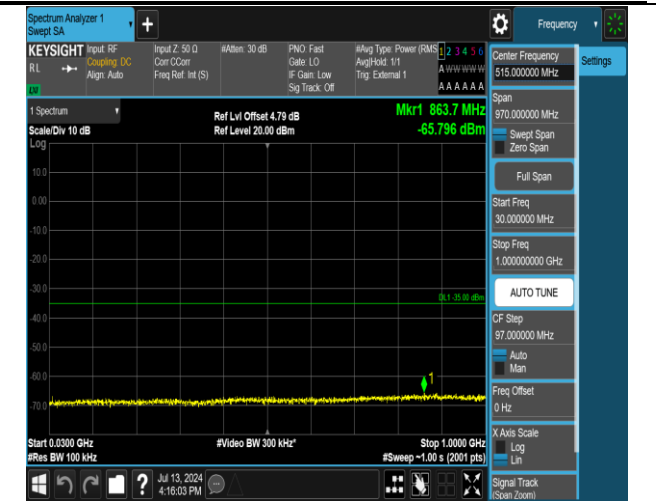 Spectrum Analyzer 1
Swept SA
+
Frequency
KEYSIGHT
RL
LXI
Input: RF
Coupling: DC
Align: Auto
Input Z: 50 Ω
Corr CCorr
Freq Ref: Int (S)
#Atten: 30 dB
PNO: Fast
Gate: LO
IF Gain: Low
Sig Track: Off
#Avg Type: Power (RMS
Avg|Hold: 1/1
Trig: External 1
1 2 3 4 5 6
A W W W W W
A A A A A A
Center Frequency
515.000000 MHz
Settings
Span
970.000000 MHz
Swept Span
Zero Span
Full Span
Start Freq
30.000000 MHz
Stop Freq
1.000000000 GHz
AUTO TUNE
CF Step
97.000000 MHz
Auto
Man
Freq Offset
0 Hz
X Axis Scale
Log
Lin
Signal Track
(Span Zoom)
1 Spectrum
Scale/Div 10 dB
Log
Ref Lvl Offset 4.79 dB
Ref Level 20.00 dBm
Mkr1 863.7 MHz
-65.796 dBm
10.0
0.00
-10.0
-20.0
-30.0
DL1 -35.00 dBm
-40.0
-50.0
-60.0
1
-70.0
Start 0.0300 GHz
#Video BW 300 kHz*
Stop 1.0000 GHz
#Res BW 100 kHz
#Sweep ~1.00 s (2001 pts)
?
Jul 13, 2024
4:16:03 PM